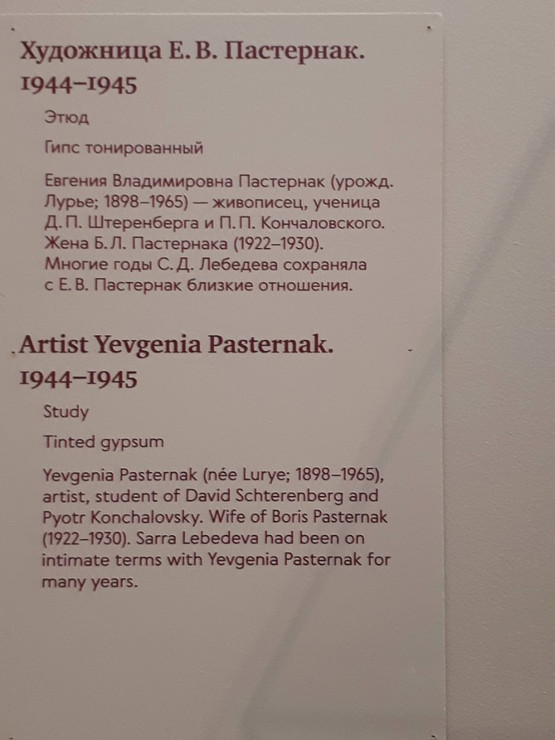 Художница Е. В. Пастернак.
1944–1945
Этюд
Гипс тонированный
Евгения Владимировна Пастернак (урожд.
Лурье; 1898–1965) — живописец, ученица
Д. П. Штеренберга и П. П. Кончаловского.
Жена Б. Л. Пастернака (1922–1930).
Многие годы С. Д. Лебедева сохраняла
с Е. В. Пастернак близкие отношения.
Artist Yevgenia Pasternak.
1944–1945
Study
Tinted gypsum
Yevgenia Pasternak (née Lurye; 1898–1965),
artist, student of David Schterenberg and
Pyotr Konchalovsky. Wife of Boris Pasternak
(1922–1930). Sarra Lebedeva had been on
intimate terms with Yevgenia Pasternak for
many years.